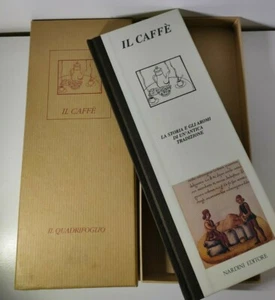 IL CAFFÈ
IL QUADRIFOGLIO
IL CAFFÈ
LA STORIA E GLI AROMI
DI UN'ANTICA
TRADIZIONE
NARDINI EDITORE